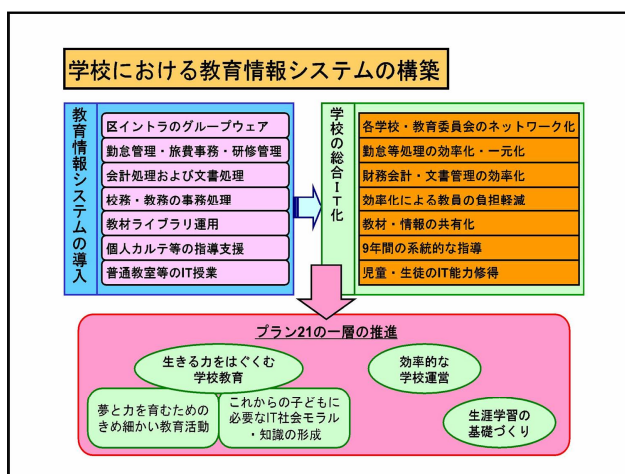 学校における教育情報システムの構築
教育情報システムの導入
区イントラのグループウェア
勤怠管理・旅費事務・研修管理
会計処理および文書処理
校務・教務の事務処理
教材ライブラリ運用
個人カルテ等の指導支援
普通教室等のIT授業
学校の総合IT化
各学校・教育委員会のネットワーク化
勤怠等処理の効率化・一元化
財務会計・文書管理の効率化
効率化による教員の負担軽減
教材・情報の共有化
9年間の系統的な指導
児童・生徒のIT能力修得
プラン21の一層の推進
生きる力をはぐくむ
学校教育
夢と力を育むための
きめ細かい教育活動
これからの子どもに
必要なIT社会モラル
・知識の形成
効率的な
学校運営
生涯学習の
基礎づくり